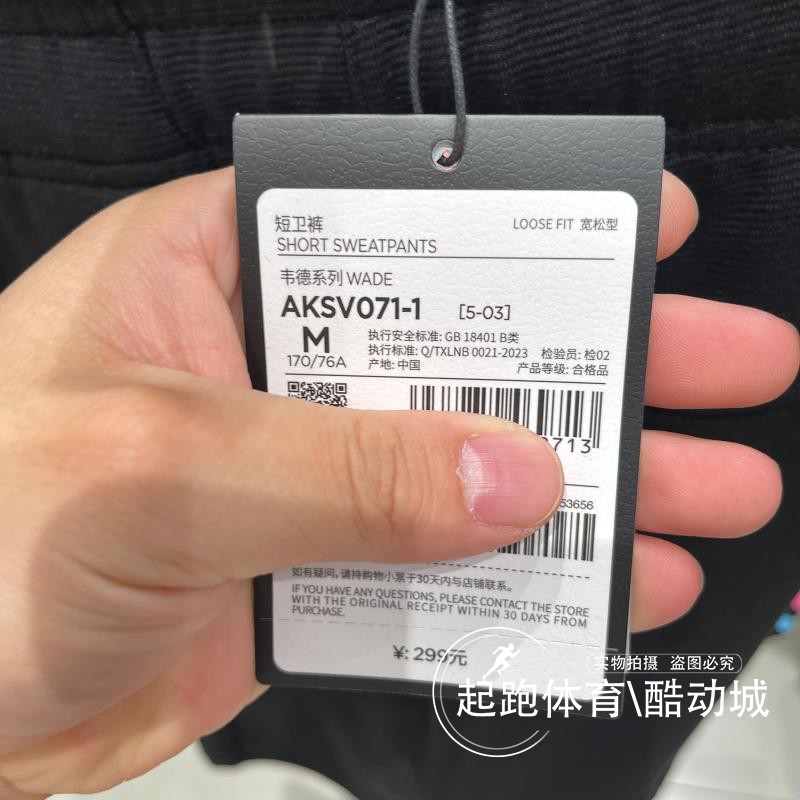 短卫裤
LOOSE FIT 宽松型
SHORT SWEATPANTS
韦德系列 WADE
AKSV071-1 [5-03]
M
170/76A
执行安全标准: GB 18401 B类
执行标准: Q/TXLNB 0021-2023 检验员: 检02
产地: 中国 产品等级: 合格品
713
53656
如有疑问,请持购物小票于30天内与店铺联系。
IF YOU HAVE ANY QUESTIONS, PLEASE CONTACT THE STORE
WITH THE ORIGINAL RECEIPT WITHIN 30 DAYS FROM
PURCHASE.
¥: 299元
实物拍摄 盗图必究
起跑体育\酷动城